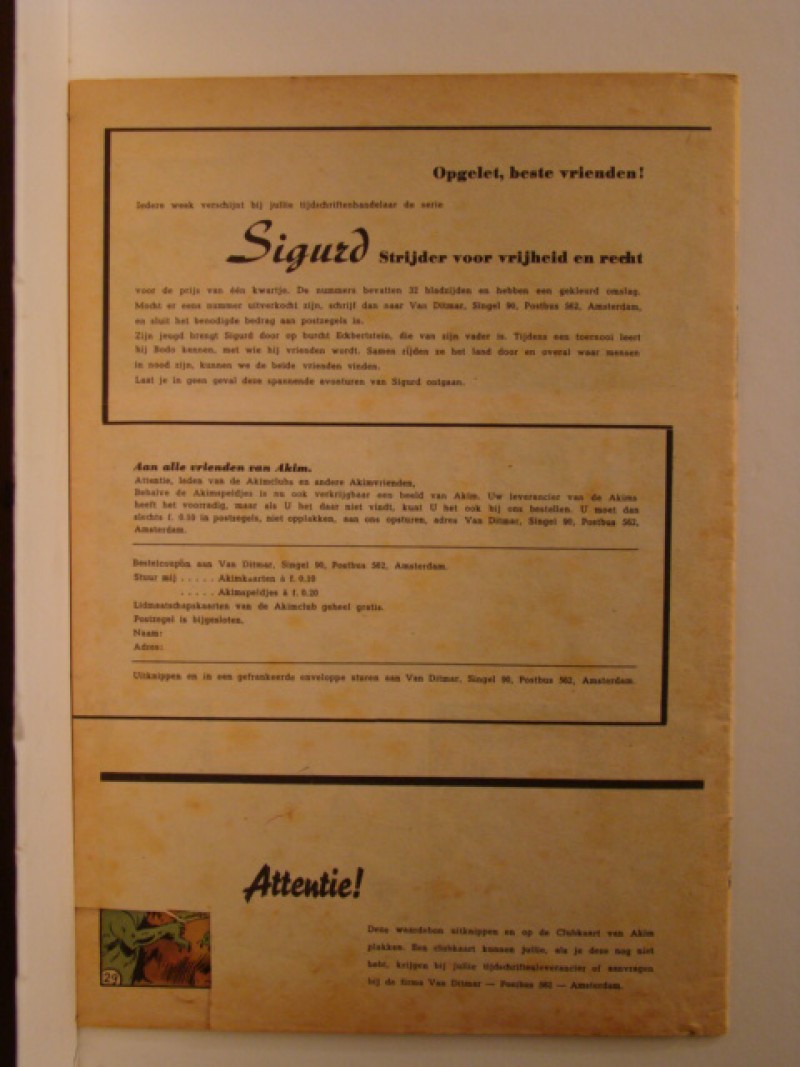 Opgelet, beste vrienden!
Iedere week verschijnt bij jullie tijdschriftenhandelaar de serie
Sigurd Strijder voor vrijheid en recht
voor de prijs van één kwartje. De nummers bevatten 32 bladzijden en hebben een gekleurd omslag.
Mocht er eens nummer uitverkocht zijn, schrijf dan naar Van Ditmar, Singel 90, Postbus 562, Amsterdam,
en sluit het benodigde bedrag aan postzegels in.
Zijn jeugd brengt Sigurd door op burcht Eckbertstein, die van zijn vader is. Tijdens een toernooi leert
hij Bodo kennen, met wie hij vrienden wordt. Samen rijden ze het land door en overal waar mensen
in nood zijn, kunnen we de beide vrienden vinden.
Laat je in geen geval deze spannende avonturen van Sigurd ontgaan.
Aan alle vrienden van Akim.
Attentie, leden van de Akimclubs en andere Akimvrienden,
Behalve de Akimspeldjes is nu ook verkrijgbaar een beeld van Akim. Uw leverancier van de Akims
heeft het voorradig, maar als U het daar niet vindt, kunt U het ook bij ons bestellen. U moet dan
slechts f. 0.30 in postzegels, niet opplakken, aan ons opsturen, adres Van Ditmar, Singel 90, Postbus 562,
Amsterdam.
Bestelcoupon aan Van Ditmar, Singel 90, Postbus 562, Amsterdam.
Stuur mij . . . . . Akimkaarten à f. 0.30
. . . . . Akimspeldjes à f. 0.20
Lidmaatschapskaarten van de Akimclub geheel gratis.
Postzegel is bijgesloten.
Naam:
Adres:
Uitknippen en in een gefrankeerde enveloppe sturen aan Van Ditmar, Singel 90, Postbus 562, Amsterdam.
Attentie!
Deze waardebon uitknippen en op de Clubkaart van Akim
plakken. Een clubkaart kunnen jullie, als je deze nog niet
hebt, krijgen bij jullie tijdschriftenleverancier of aanvragen
bij de firma Van Ditmar — Postbus 562 — Amsterdam.
29